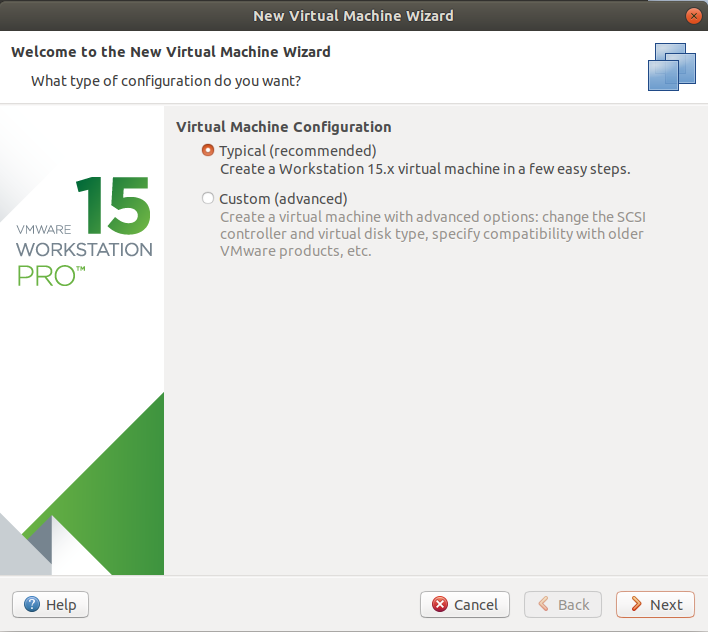 New Virtual Machine Wizard
Welcome to the New Virtual Machine Wizard
What type of configuration do you want?
15
VMWARE
WORKSTATION
PRO™
Virtual Machine Configuration
Typical (recommended)
Create a Workstation 15.x virtual machine in a few easy steps.
Custom (advanced)
Create a virtual machine with advanced options: change the SCSI
controller and virtual disk type, specify compatibility with older
VMware products, etc.
Help
Cancel
Back
Next